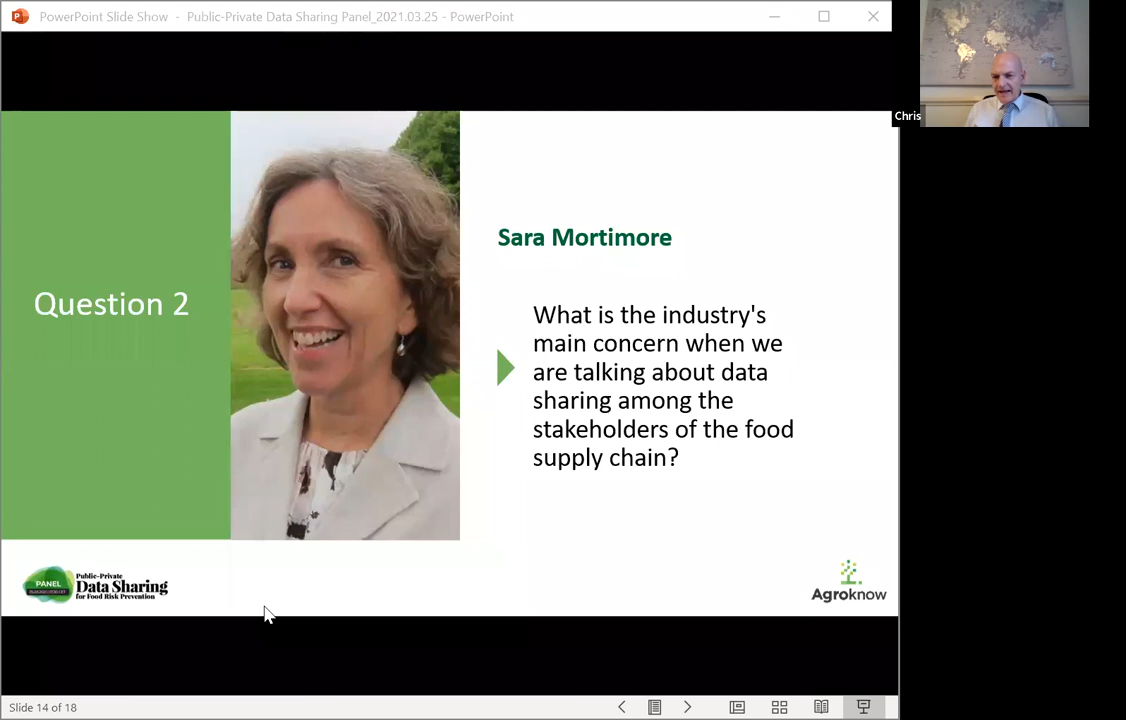 PowerPoint Slide Show - Public-Private Data Sharing Panel_2021.03.25 - PowerPoint
Chris
Sara Mortimore
Question 2
What is the industry's
main concern when we
are talking about data
sharing among the
stakeholders of the food
supply chain?
PANEL
Public-Private
Data Sharing
for Food Risk Prevention
Agroknow
Slide 14 of 18